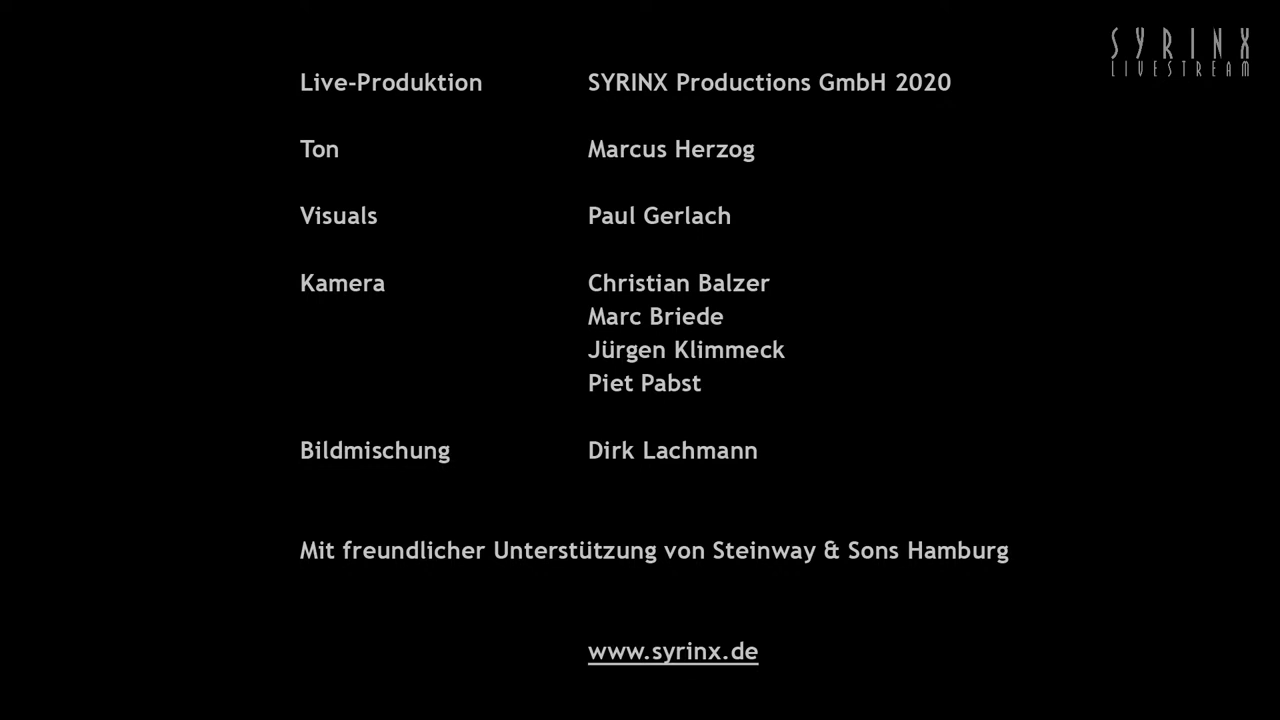 SYRINX
LIVESTREAM
Live-Produktion SYRINX Productions GmbH 2020
Ton Marcus Herzog
Visuals Paul Gerlach
Kamera Christian Balzer
Marc Briede
Jürgen Klimmeck
Piet Pabst
Bildmischung Dirk Lachmann
Mit freundlicher Unterstützung von Steinway & Sons Hamburg
www.syrinx.de